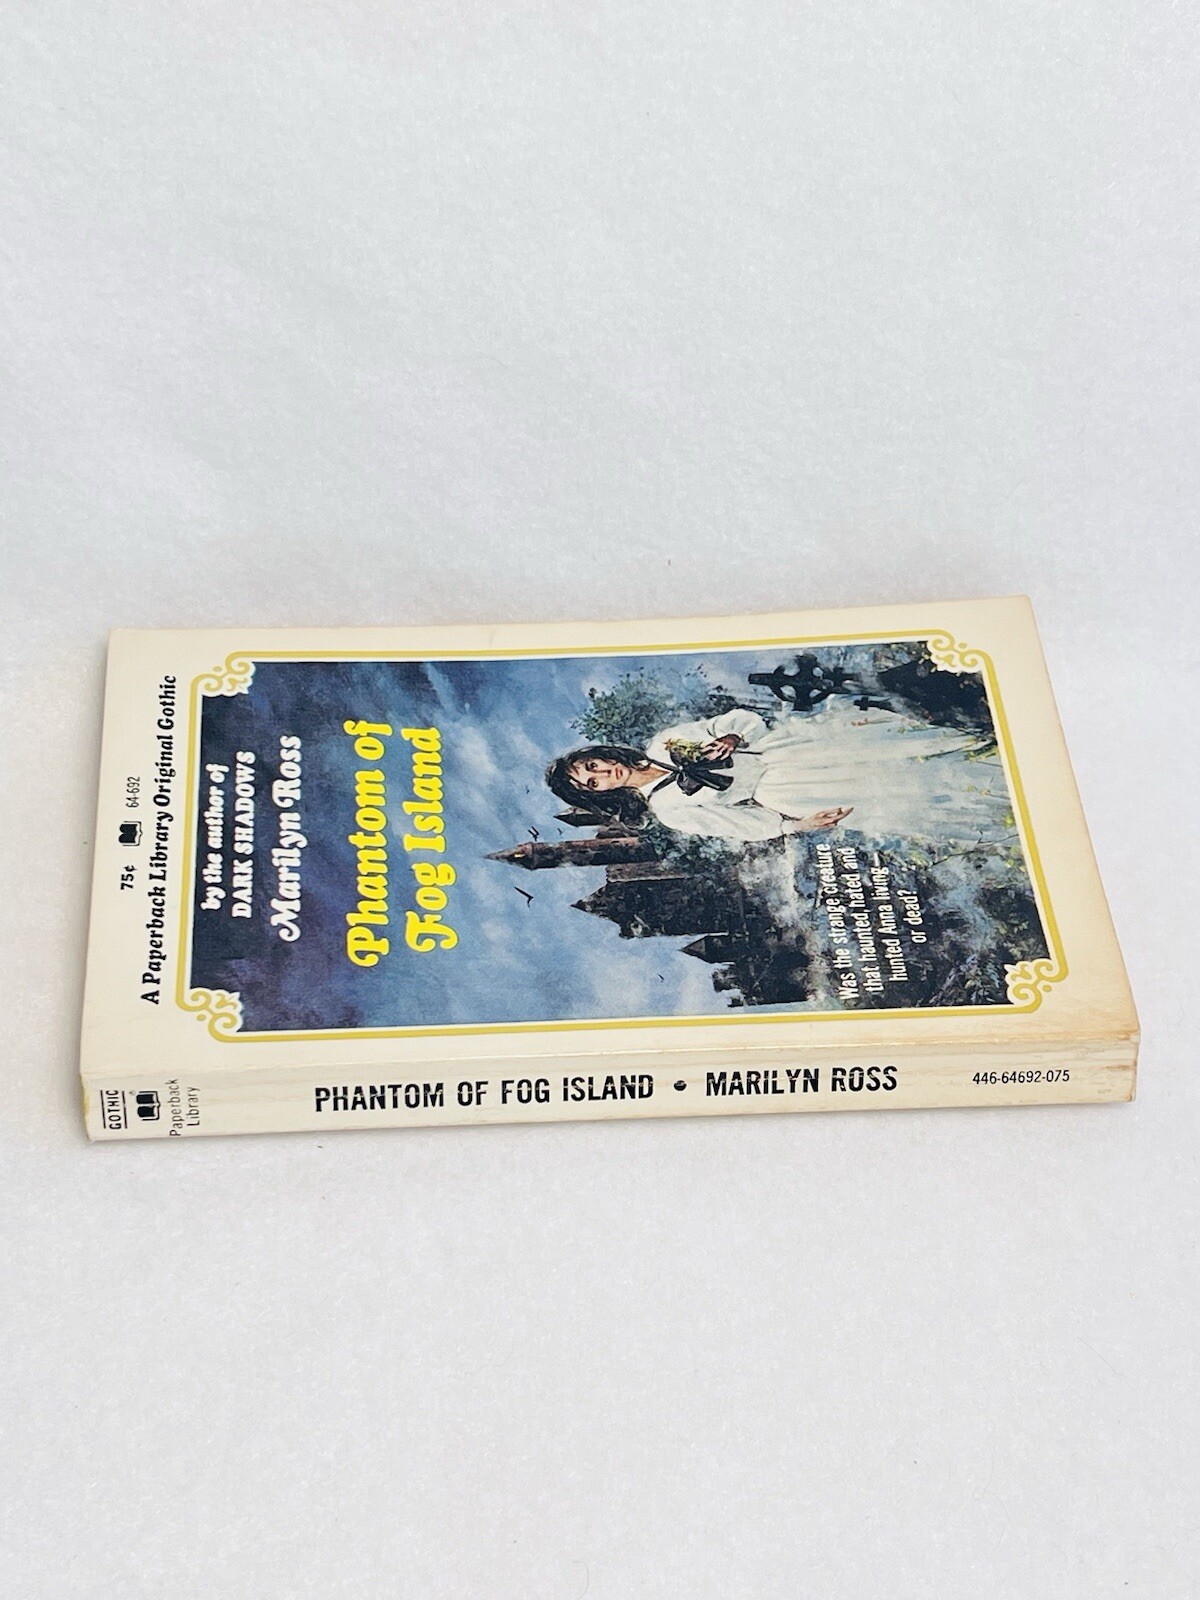 75¢ 64-692
A Paperback Library Original Gothic
by the author of
DARK SHADOWS
Marilyn Ross
Phantom of
Fog Island
Was the strange creature
that haunted, hated and
hunted Anna living—
or dead?
GOTHIC
Paperback
Library
PHANTOM OF FOG ISLAND • MARILYN ROSS
446-64692-075